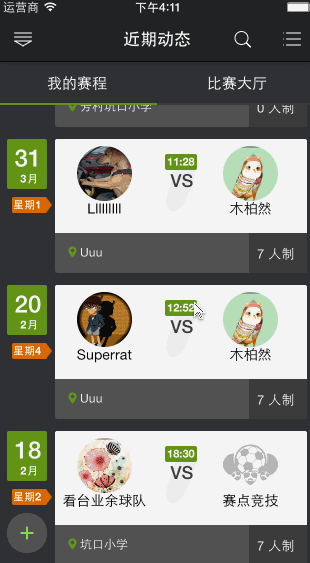 运营商 下午4:11
近期动态
我的赛程 比赛大厅
旁村坑口小学 0 人制
31
3月
星期1
11:28
VS
Llllllll 木柏然
Uuu 7 人制
20
2月
星期4
12:52
VS
Superrat 木柏然
Uuu 7 人制
18
2月
星期2
18:30
VS
看台业余球队 赛点竞技
坑口小学 7 人制